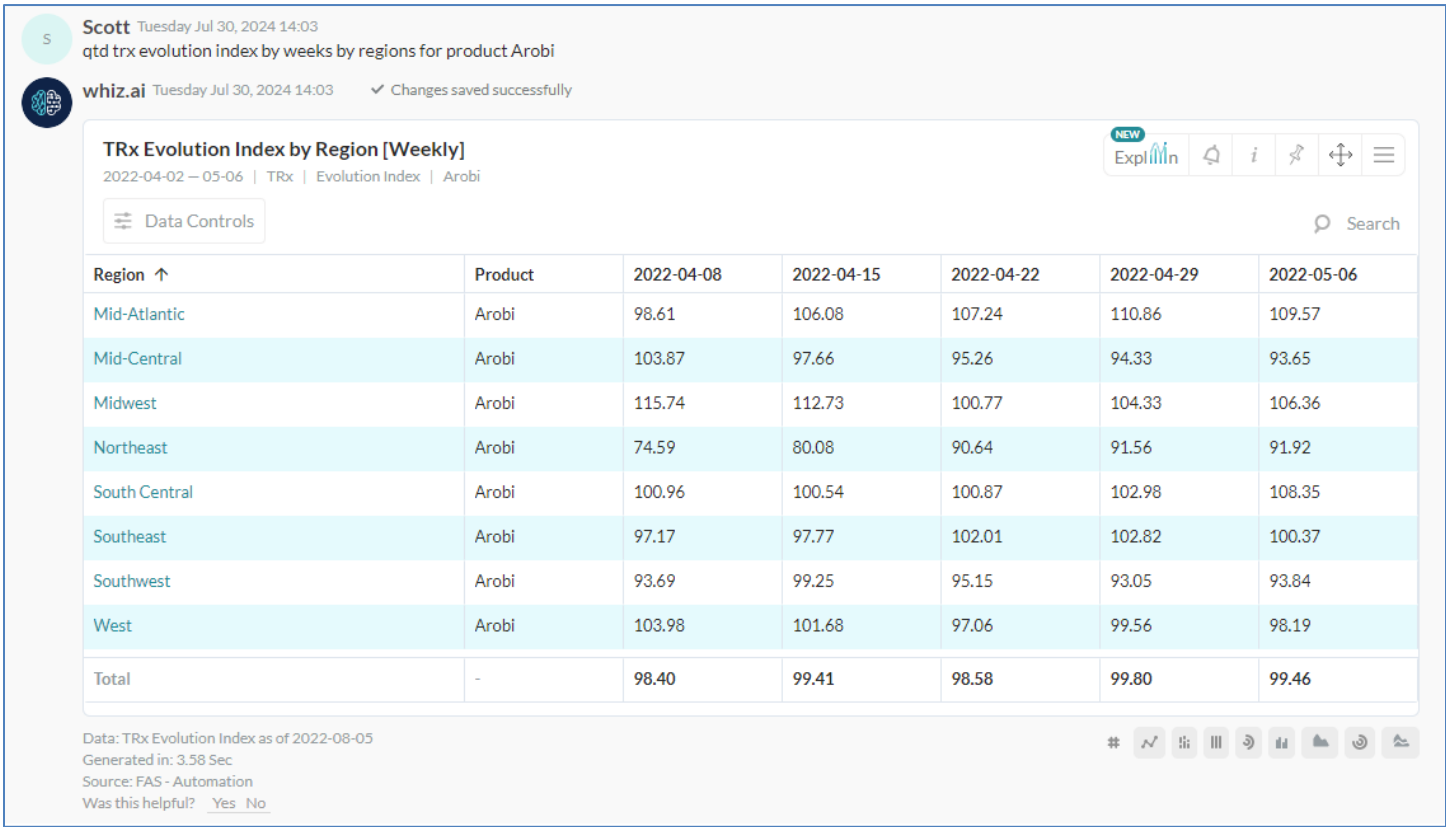 S
Scott Tuesday Jul 30, 2024 14:03
qtd trx evolution index by weeks by regions for product Arobi
whiz.ai Tuesday Jul 30, 2024 14:03 ✓ Changes saved successfully
TRx Evolution Index by Region [Weekly]
2022-04-02 — 05-06 | TRx | Evolution Index | Arobi
NEW
Explain i
Data Controls
Search
Region ↑ Product 2022-04-08 2022-04-15 2022-04-22 2022-04-29 2022-05-06
Mid-Atlantic Arobi 98.61 106.08 107.24 110.86 109.57
Mid-Central Arobi 103.87 97.66 95.26 94.33 93.65
Midwest Arobi 115.74 112.73 100.77 104.33 106.36
Northeast Arobi 74.59 80.08 90.64 91.56 91.92
South Central Arobi 100.96 100.54 100.87 102.98 108.35
Southeast Arobi 97.17 97.77 102.01 102.82 100.37
Southwest Arobi 93.69 99.25 95.15 93.05 93.84
West Arobi 103.98 101.68 97.06 99.56 98.19
Total - 98.40 99.41 98.58 99.80 99.46
Data: TRx Evolution Index as of 2022-08-05
Generated in: 3.58 Sec
Source: FAS - Automation
Was this helpful? Yes No
#